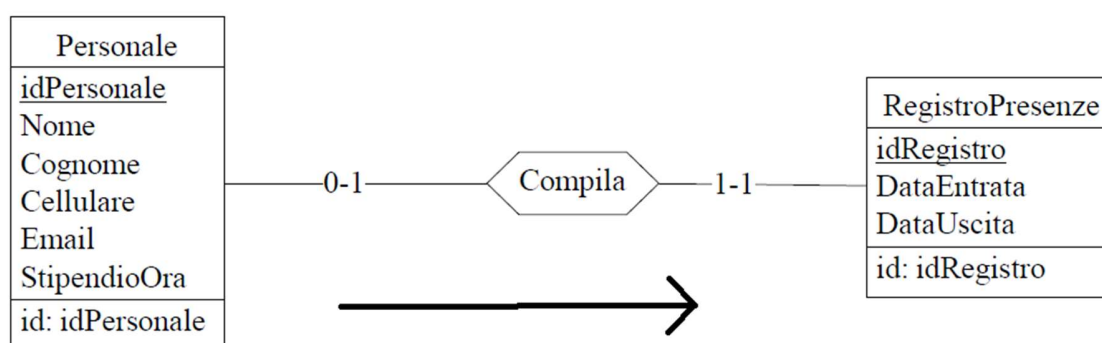 Personale
idPersonale
Nome
Cognome
Cellulare
Email
StipendioOra
id: idPersonale
0-1
Compila
1-1
RegistroPresenze
idRegistro
DataEntrata
DataUscita
id: idRegistro